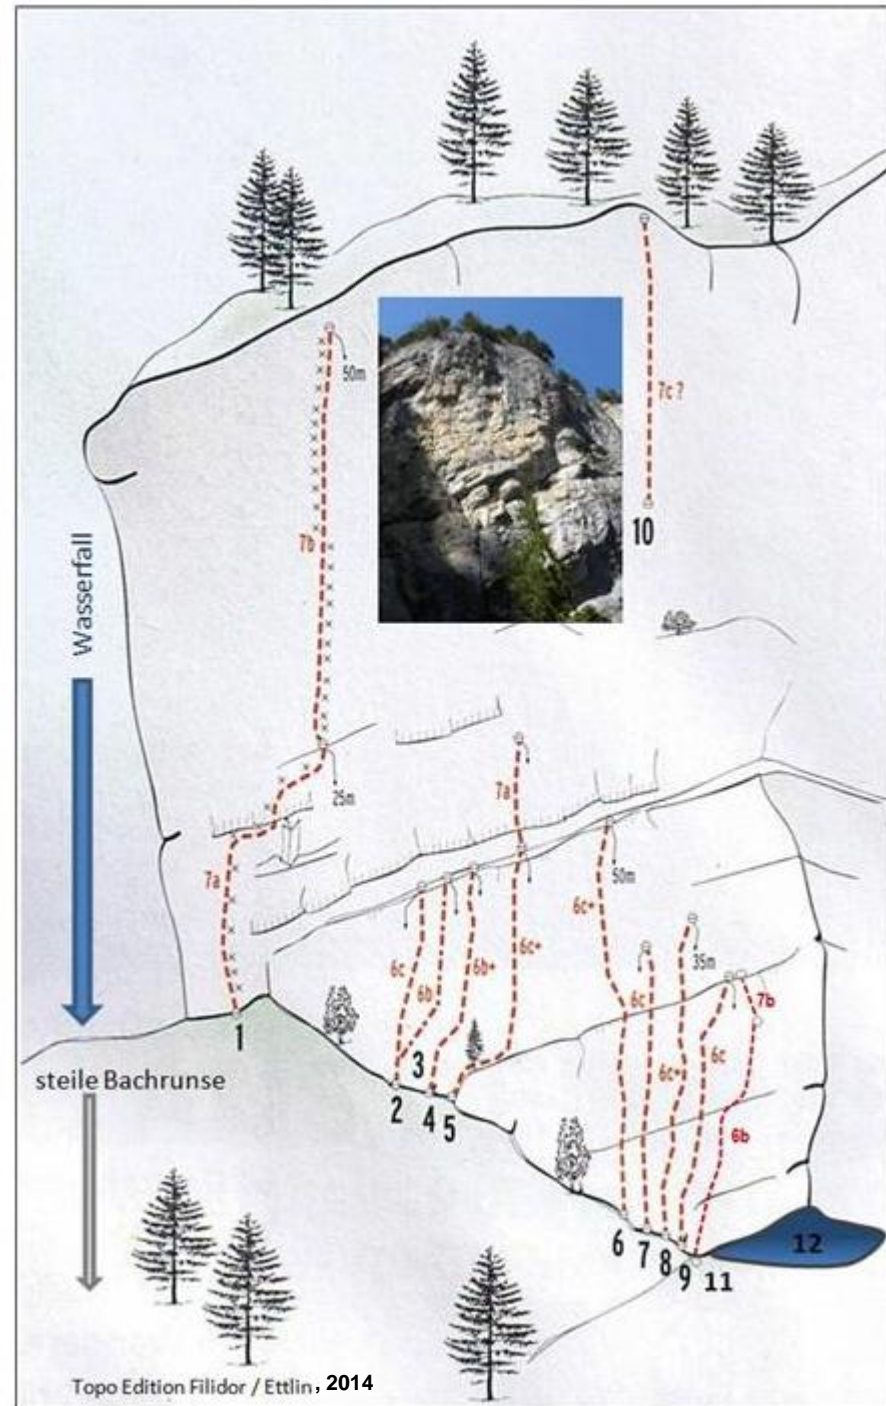 50m
7c ?
10
7b
Wasserfall
25m
7a
7a
50m
6c+
35m
6c
6b
6b+
6c+
6c
6c+
6c
7b
6b
1
steile Bachrunse
3
2
4
5
6
7
8
9
11
12
Topo Edition Filidor / Ettlin, 2014